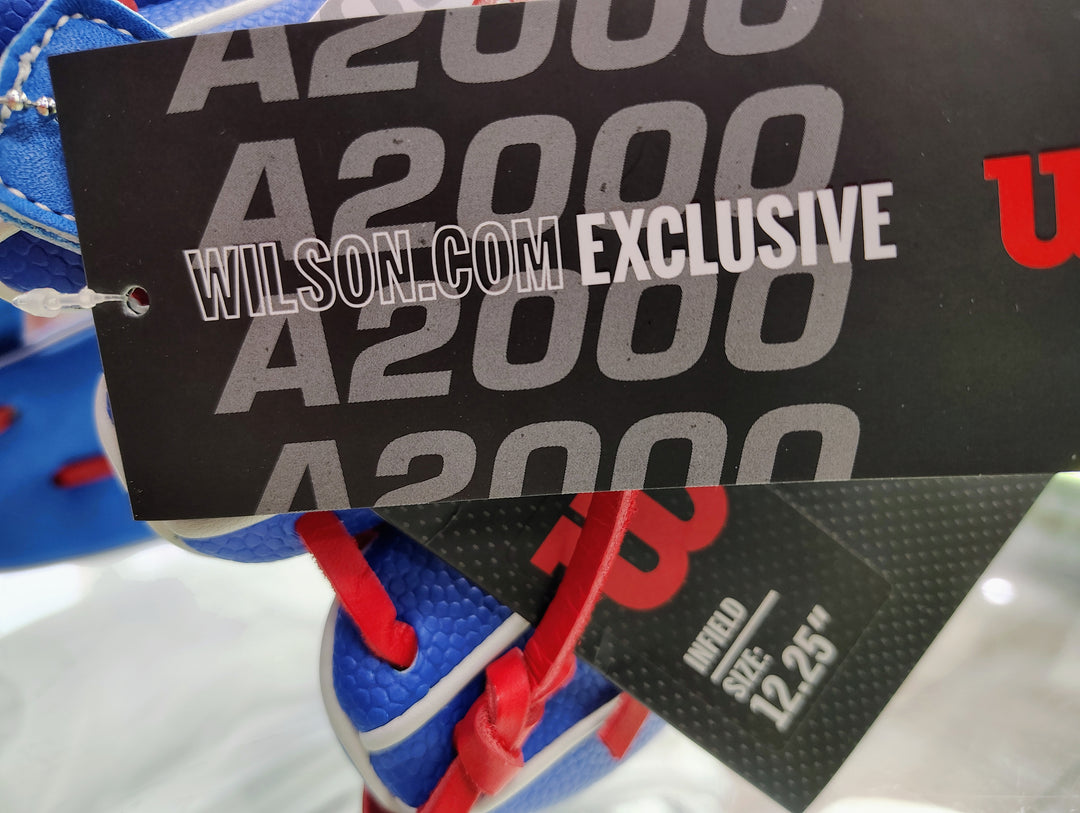 A2000
A2000
WILSON.COM EXCLUSIVE
A2000
A2000
INFIELD
SIZE:
12.25"